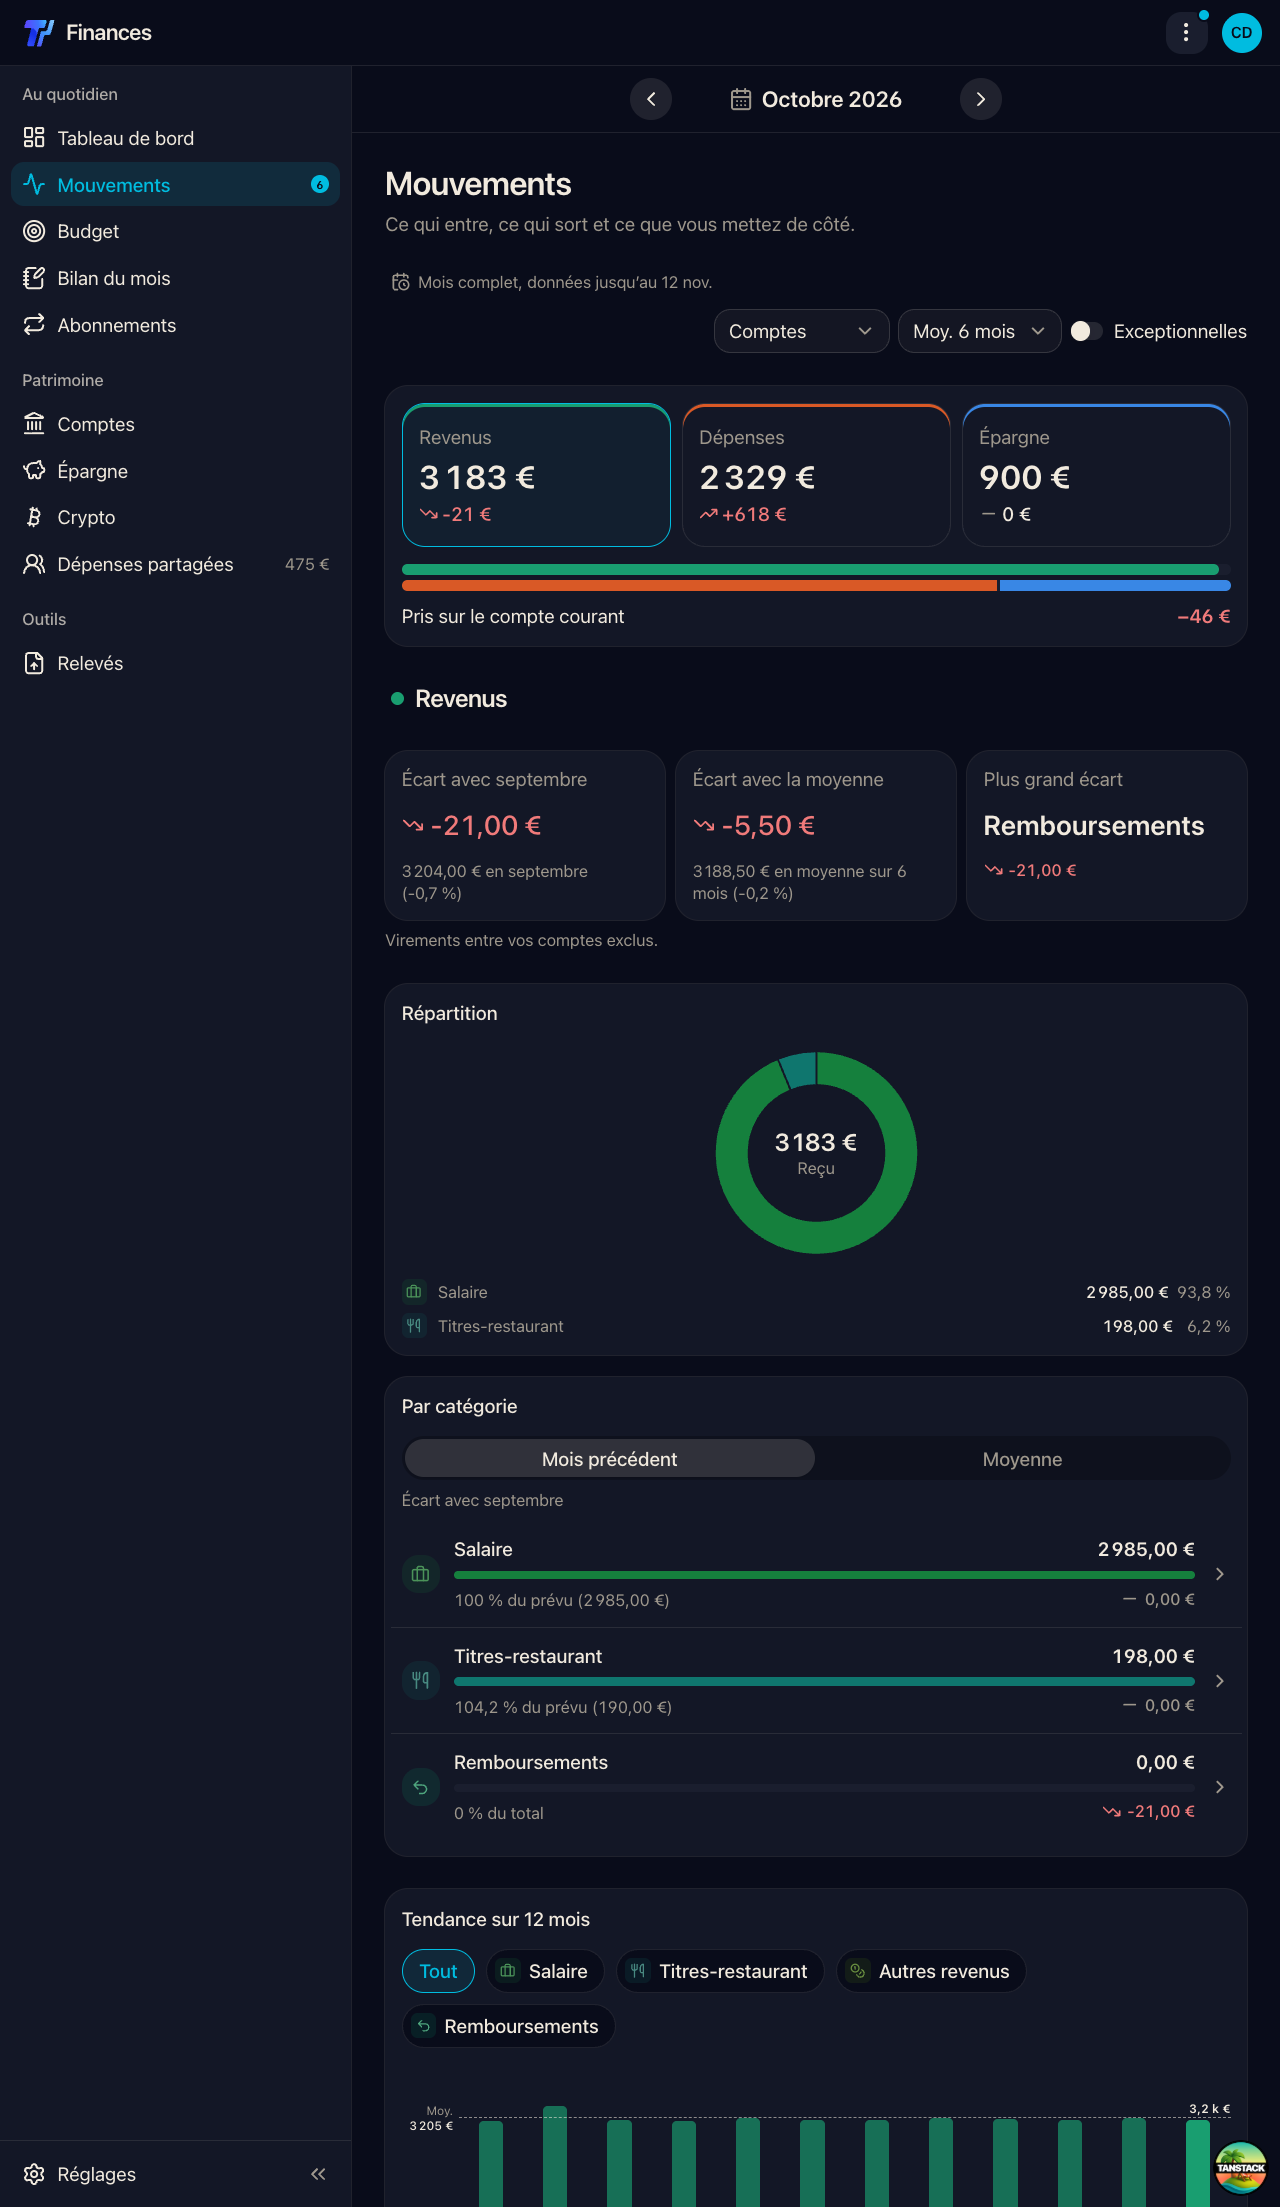 Finances
CD
Au quotidien
Tableau de bord
Mouvements
6
Budget
Bilan du mois
Abonnements
Patrimoine
Comptes
Épargne
Crypto
Dépenses partagées
475 €
Outils
Relevés
Réglages
Octobre 2026
Mouvements
Ce qui entre, ce qui sort et ce que vous mettez de côté.
Mois complet, données jusqu’au 12 nov.
Comptes
Moy. 6 mois
Exceptionnelles
Revenus
3 183 €
-21 €
Dépenses
2 329 €
+618 €
Épargne
900 €
0 €
Pris sur le compte courant
−46 €
Revenus
Écart avec septembre
-21,00 €
3 204,00 € en septembre
(-0,7 %)
Écart avec la moyenne
-5,50 €
3 188,50 € en moyenne sur 6
mois (-0,2 %)
Plus grand écart
Remboursements
-21,00 €
Virements entre vos comptes exclus.
Répartition
3 183 €
Reçu
Salaire
2 985,00 € 93,8 %
Titres-restaurant
198,00 € 6,2 %
Par catégorie
Mois précédent
Moyenne
Écart avec septembre
Salaire
2 985,00 €
100 % du prévu (2 985,00 €)
0,00 €
Titres-restaurant
198,00 €
104,2 % du prévu (190,00 €)
0,00 €
Remboursements
0,00 €
0 % du total
-21,00 €
Tendance sur 12 mois
Tout
Salaire
Titres-restaurant
Autres revenus
Remboursements
Moy.
3 205 €
3,2 k €
TANSTACK